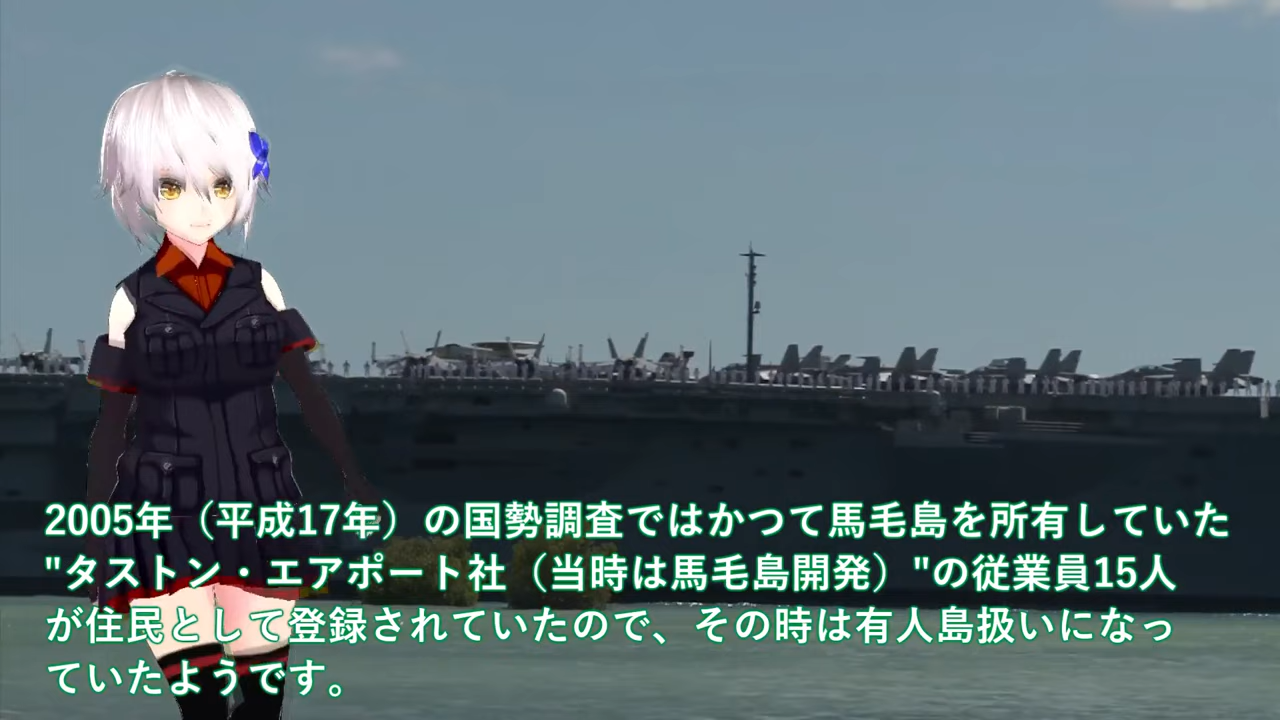 2005年（平成17年）の国勢調査ではかつて馬毛島を所有していた
"タストン・エアポート社（当時は馬毛島開発）"の従業員15人
が住民として登録されていたので、その時は有人島扱いになっ
ていたようです。